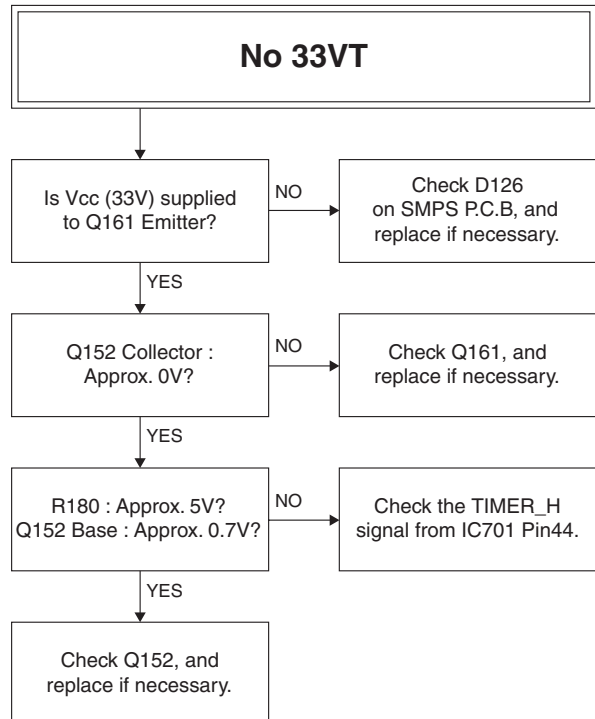 No 33VT
Is Vcc (33V) supplied
to Q161 Emitter?
NO
Check D126
on SMPS P.C.B, and
replace if necessary.
YES
Q152 Collector :
Approx. 0V?
NO
Check Q161, and
replace if necessary.
YES
R180 : Approx. 5V?
Q152 Base : Approx. 0.7V?
NO
Check the TIMER_H
signal from IC701 Pin44.
YES
Check Q152, and
replace if necessary.